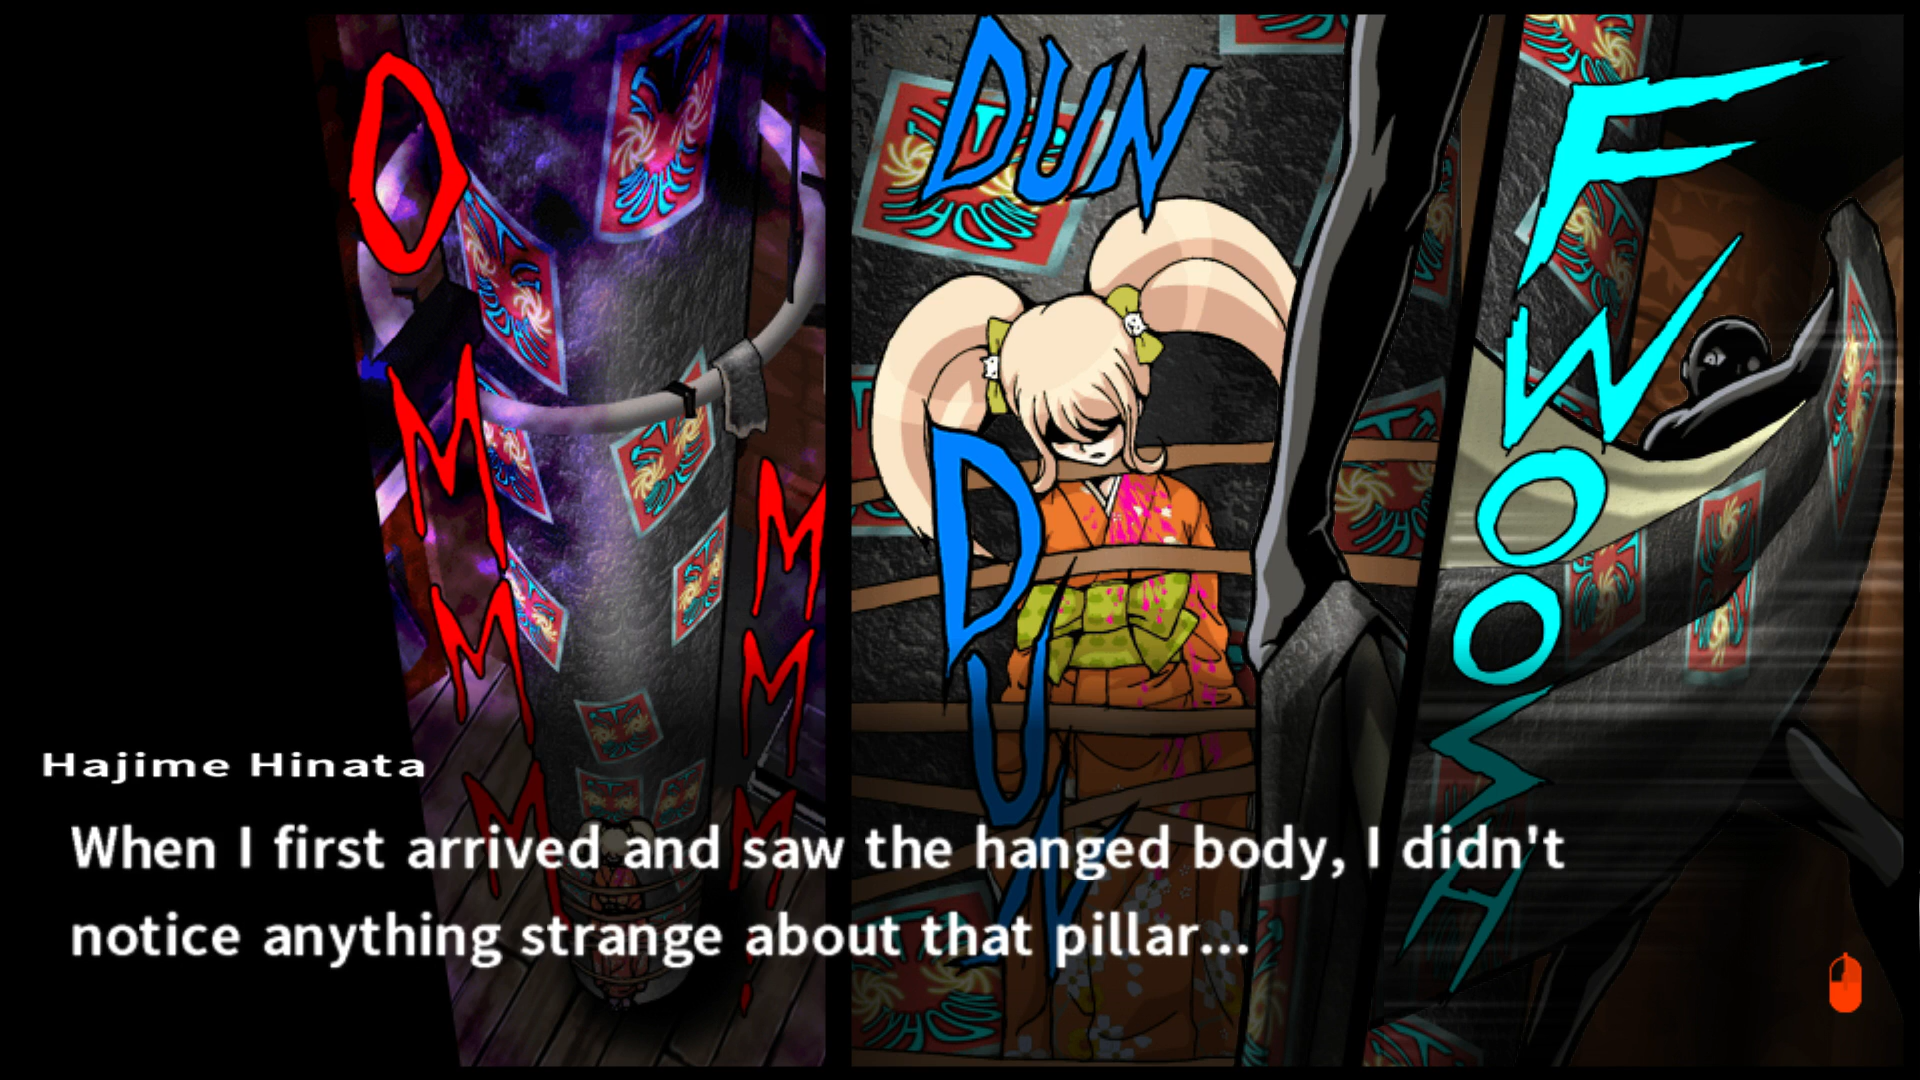 O
M
M
M
M
M
M
!
DUN
DUN
FWOOSH
Hajime Hinata
When I first arrived and saw the hanged body, I didn't
notice anything strange about that pillar...